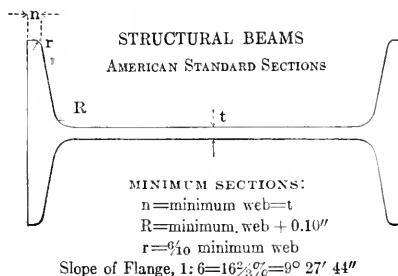 n
r
STRUCTURAL BEAMS
AMERICAN STANDARD SECTIONS
R
t
MINIMUM SECTIONS:
n=minimum web=t
R=minimum. web + 0.10″
r=6⁄10 minimum web
Slope of Flange, 1: 6=16⅔%=9° 27′ 44″